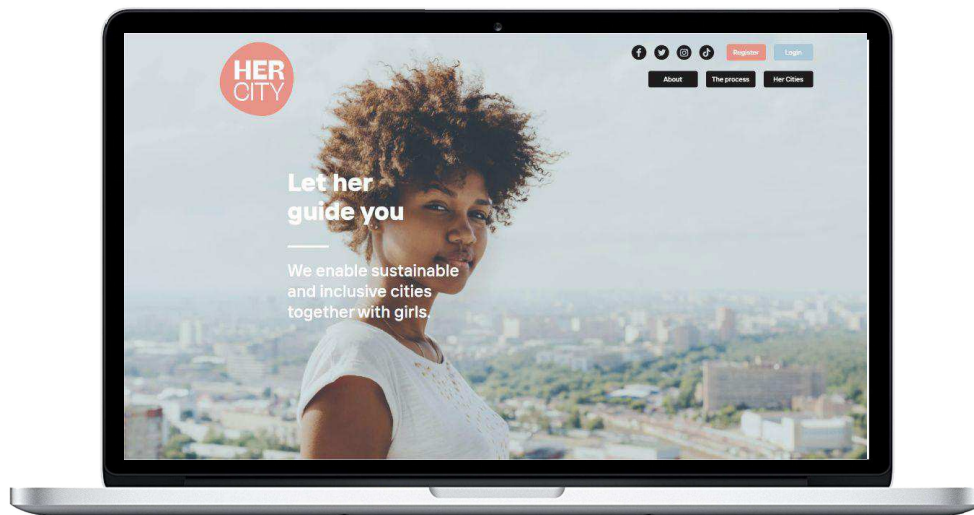 HER
CITY
Register
Login
About
The process
Her Cities
Let her
guide you
We enable sustainable
and inclusive cities
together with girls.